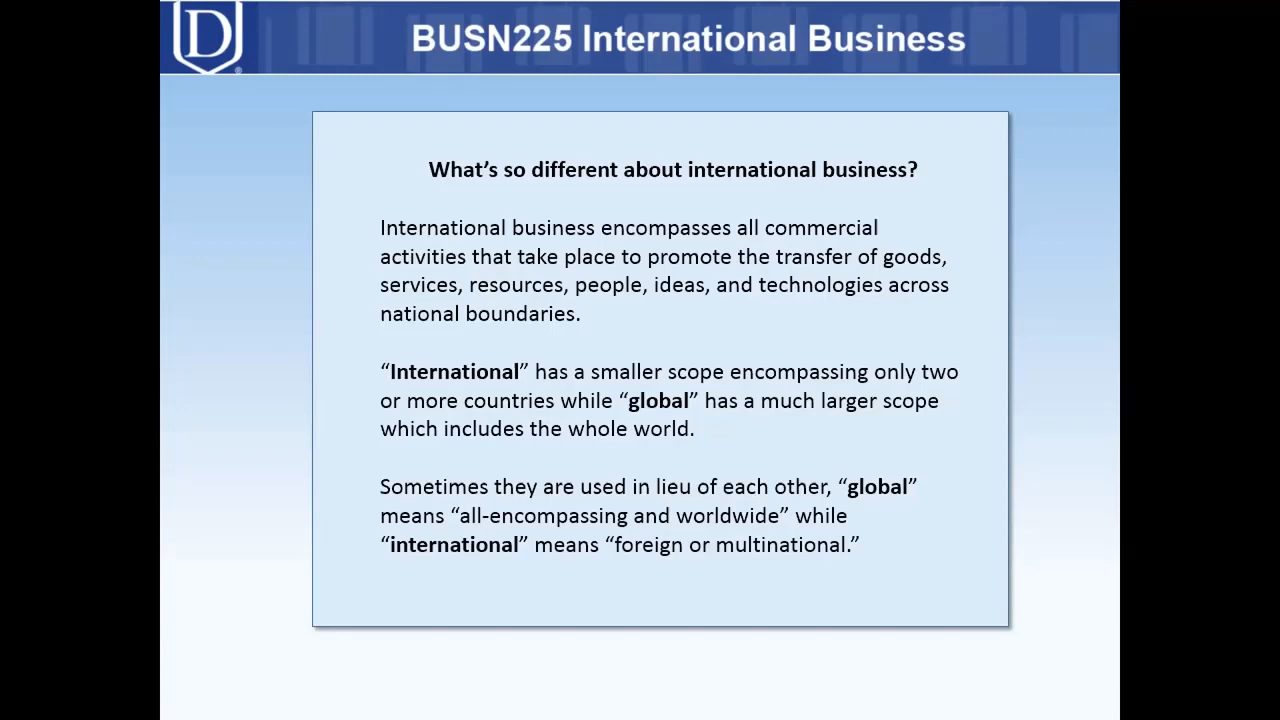 D
BUSN225 International Business
What’s so different about international business?
International business encompasses all commercial
activities that take place to promote the transfer of goods,
services, resources, people, ideas, and technologies across
national boundaries.
“International” has a smaller scope encompassing only two
or more countries while “global” has a much larger scope
which includes the whole world.
Sometimes they are used in lieu of each other, “global”
means “all-encompassing and worldwide” while
“international” means “foreign or multinational.”